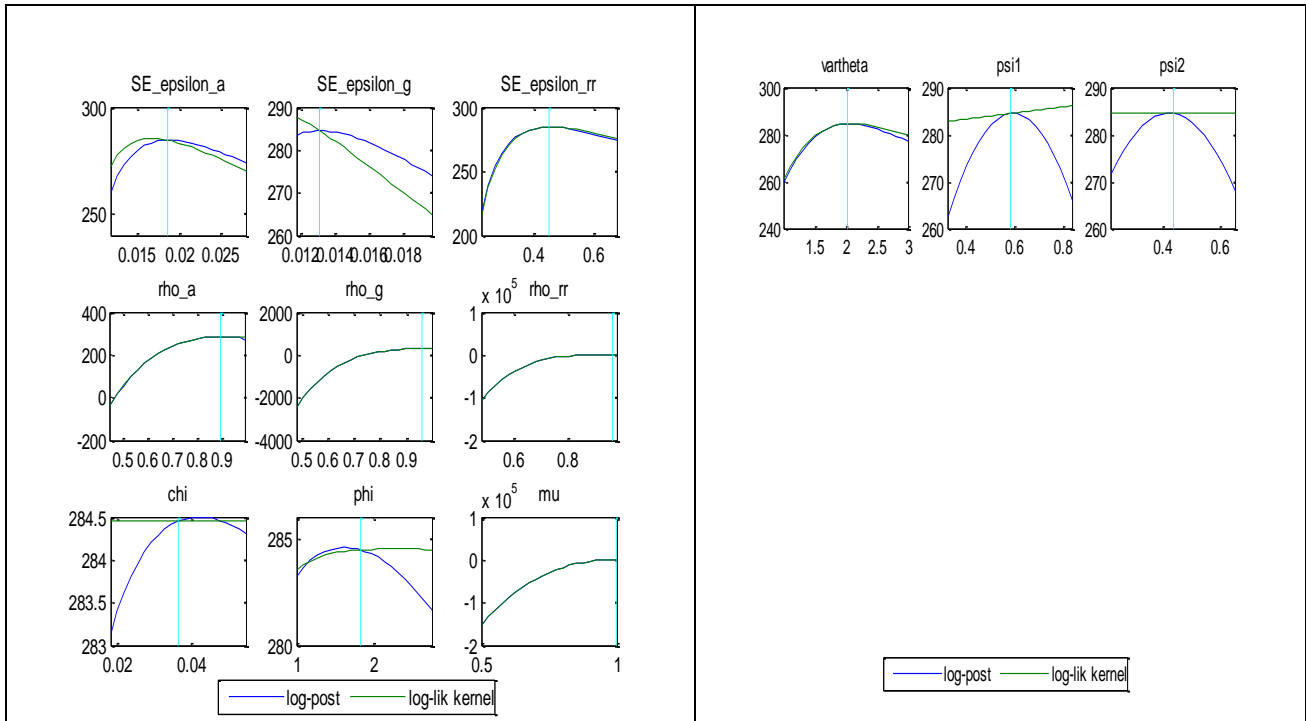 SE_epsilon_a SE_epsilon_g SE_epsilon_rr
300 290 300
280 250
250 270
260 200
0.015 0.02 0.025 0.012 0.014 0.016 0.018 0.4 0.6
rho_a rho_g x 10^5 rho_rr
400 2000 1
200 0 0
0 -2000 -1
-200 -4000 -2
0.5 0.6 0.7 0.8 0.9 0.5 0.6 0.7 0.8 0.9 0.6 0.8
chi phi x 10^5 mu
284.5 285 1
284 0
283.5 -1
283 280 -2
0.02 0.04 1 2 0.5 1
log-post log-lik kernel
vartheta psi1 psi2
300 290 290
280 280 280
260 270 270
240 260 260
1.5 2 2.5 3 0.4 0.6 0.8 0.4 0.6
log-post log-lik kernel